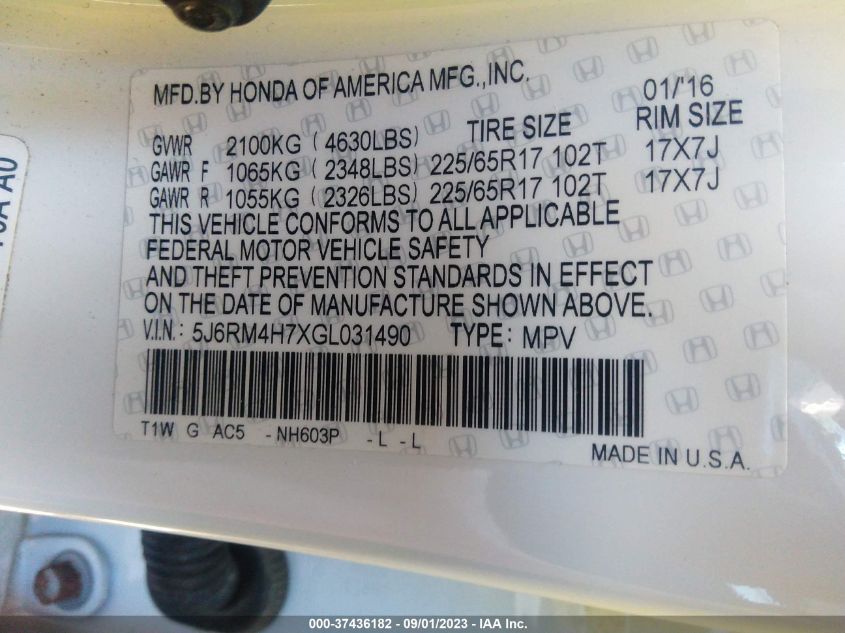 MFD.BY HONDA OF AMERICA MFG.,INC. 01/'16
TIRE SIZE RIM SIZE
GVWR 2100KG (4630LBS)
GAWR F 1065KG (2348LBS) 225/65R17 102T 17X7J
GAWR R 1055KG (2326LBS) 225/65R17 102T 17X7J
THIS VEHICLE CONFORMS TO ALL APPLICABLE
FEDERAL MOTOR VEHICLE SAFETY
AND THEFT PREVENTION STANDARDS IN EFFECT
ON THE DATE OF MANUFACTURE SHOWN ABOVE.
V.I.N.: 5J6RM4H7XGL031490 TYPE: MPV
T1W G AC5 -NH603P -L -L
MADE IN U.S.A.
000-37436182 - 09/01/2023 - IAA Inc.